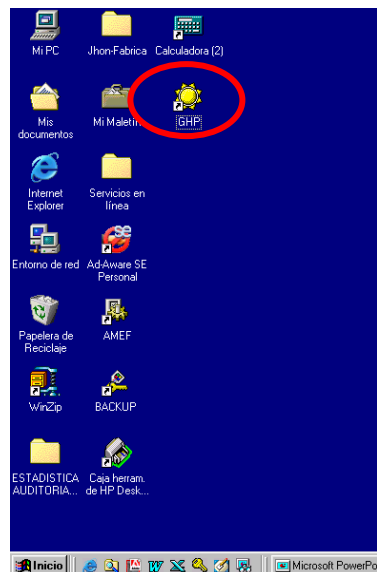 Mi PC
Jhon-Fabrica
Calculadora (2)
Mis
documentos
Mi Maletín
GHP
Internet
Explorer
Servicios en
línea
Entorno de red
Ad-Aware SE
Personal
Papelera de
Reciclaje
AMEF
WinZip
BACKUP
ESTADISTICA
AUDITORIA...
Caja herram.
de HP Desk...
Inicio
Microsoft PowerPo